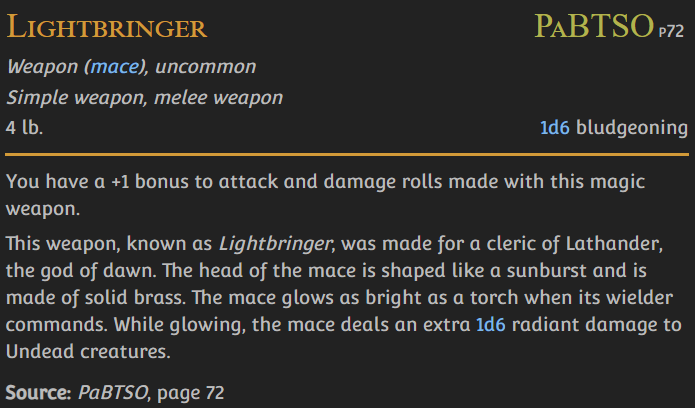 LIGHTBRINGER PaBTSO p72
Weapon (mace), uncommon
Simple weapon, melee weapon
4 lb. 1d6 bludgeoning
You have a +1 bonus to attack and damage rolls made with this magic
weapon.
This weapon, known as Lightbringer, was made for a cleric of Lathander,
the god of dawn. The head of the mace is shaped like a sunburst and is
made of solid brass. The mace glows as bright as a torch when its wielder
commands. While glowing, the mace deals an extra 1d6 radiant damage to
Undead creatures.
Source: PaBTSO, page 72